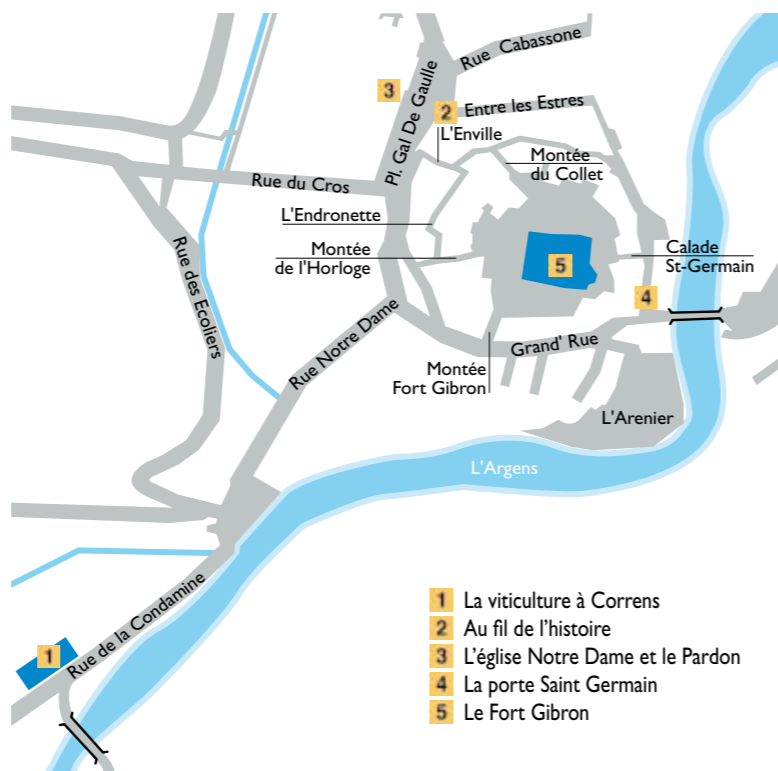 Rue Cabassone
3
Pl. Gal De Gaulle
2
Entre les Estres
L'Enville
Montée
du Collet
Rue du Cros
L'Endronette
Montée
de l'Horloge
Rue des Ecoliers
5
Calade
St-Germain
4
Rue Notre Dame
Grand' Rue
Montée
Fort Gibron
L'Arenier
L'Argens
1
Rue de la Condamine
1 La viticulture à Correns
2 Au fil de l'histoire
3 L'église Notre Dame et le Pardon
4 La porte Saint Germain
5 Le Fort Gibron